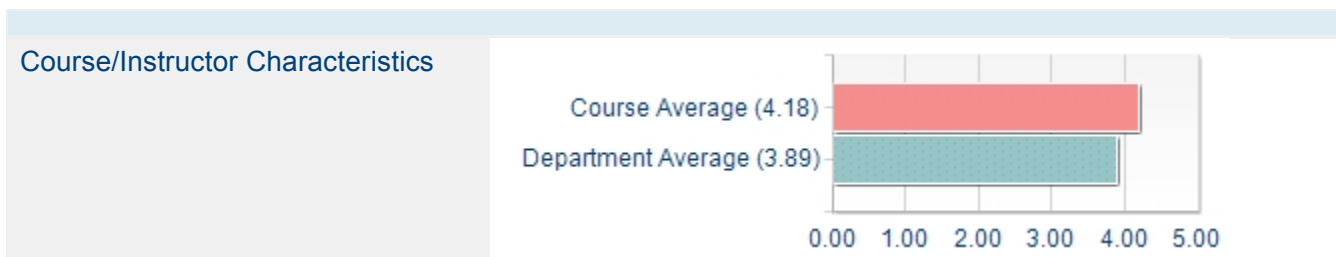 Course/Instructor Characteristics
Course Average (4.18)
Department Average (3.89)
0.00 1.00 2.00 3.00 4.00 5.00